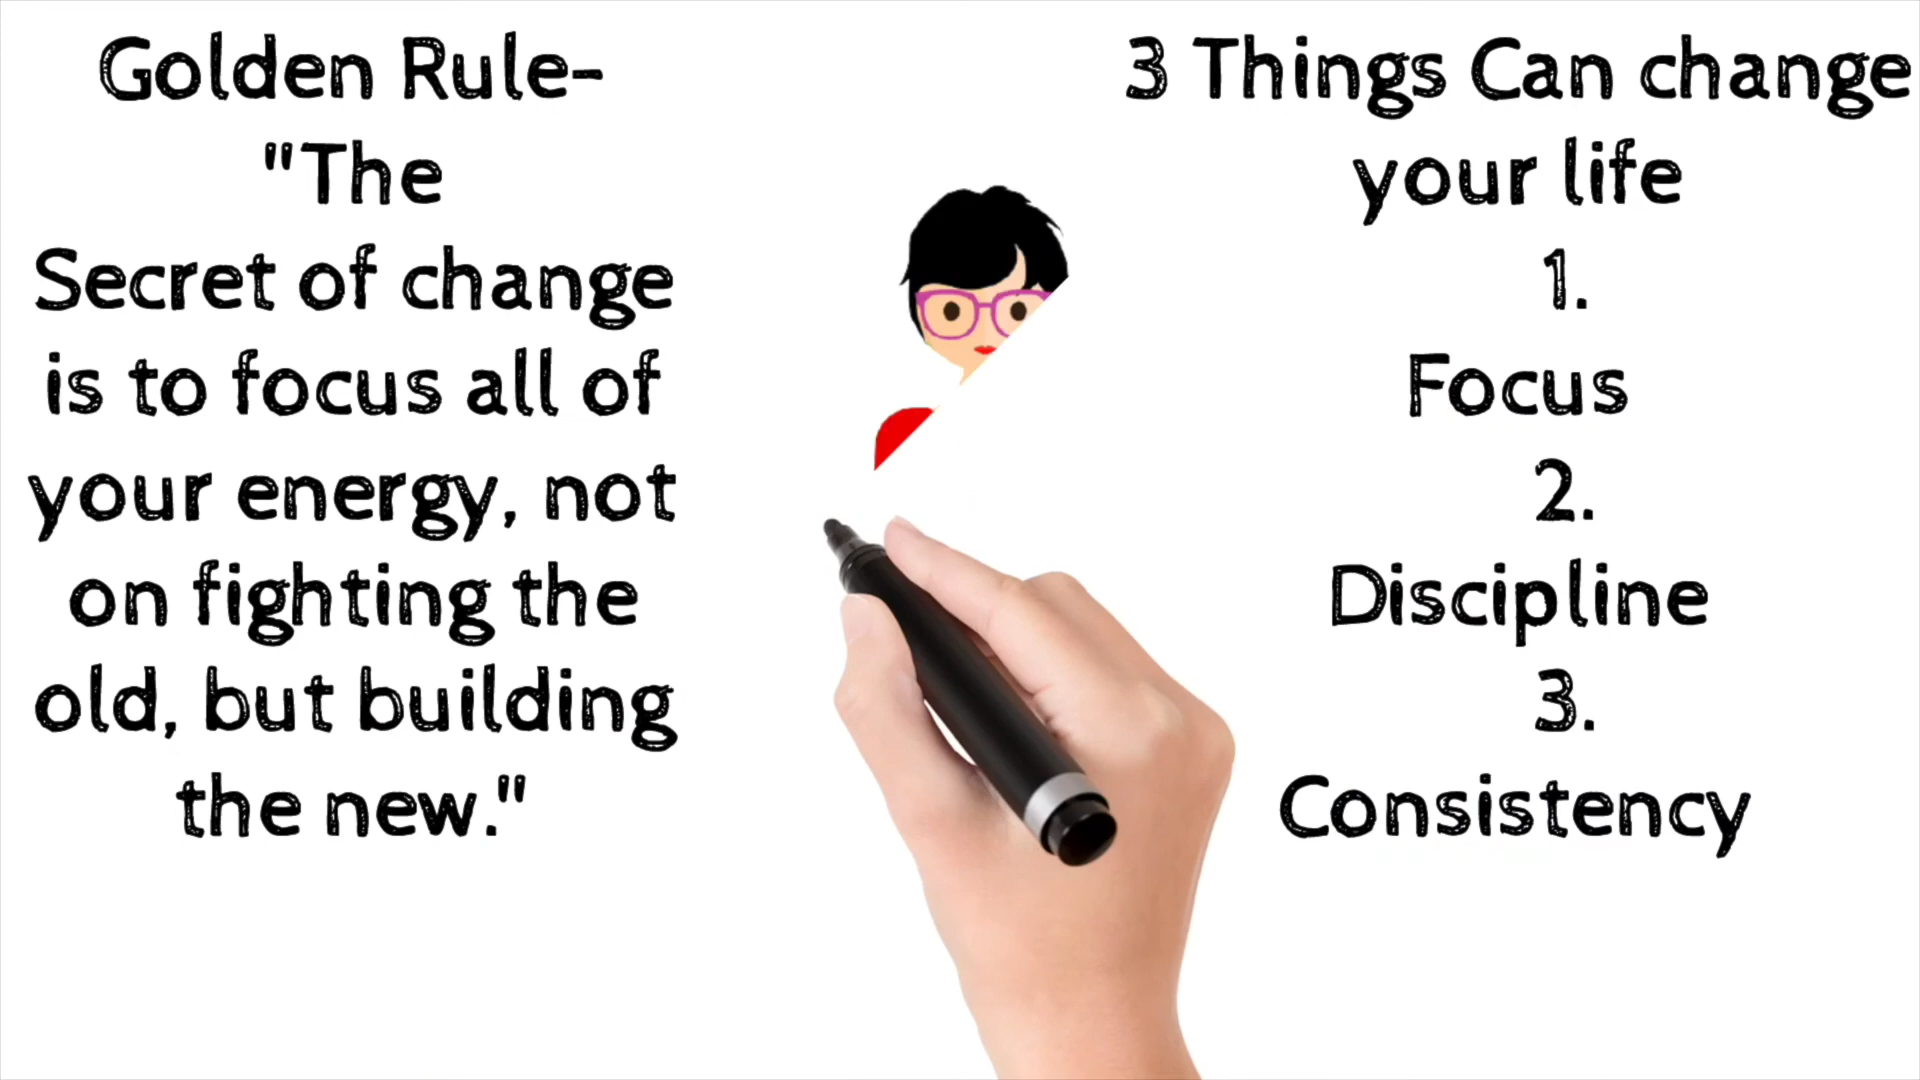 Golden Rule-
"The
Secret of change
is to focus all of
your energy, not
on fighting the
old, but building
the new."
3 Things Can change
your life
1.
Focus
2.
Discipline
3.
Consistency